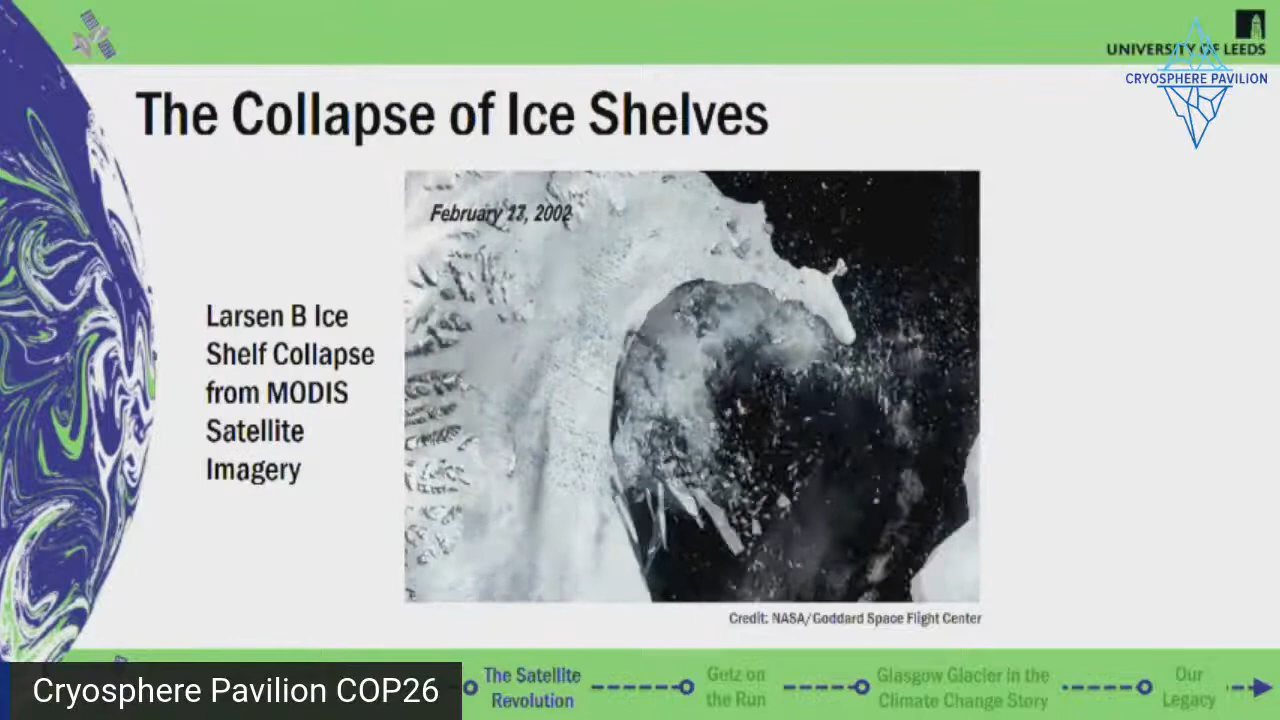 UNIVERSITY OF LEEDS
CRYOSPHERE PAVILION
The Collapse of Ice Shelves
February 17, 2002
Larsen B Ice
Shelf Collapse
from MODIS
Satellite
Imagery
Credit: NASA/Goddard Space Flight Center
Cryosphere Pavilion COP26
The Satellite
Revolution
Getz on
the Run
Glasgow Glacier in the
Climate Change Story
Our
Legacy